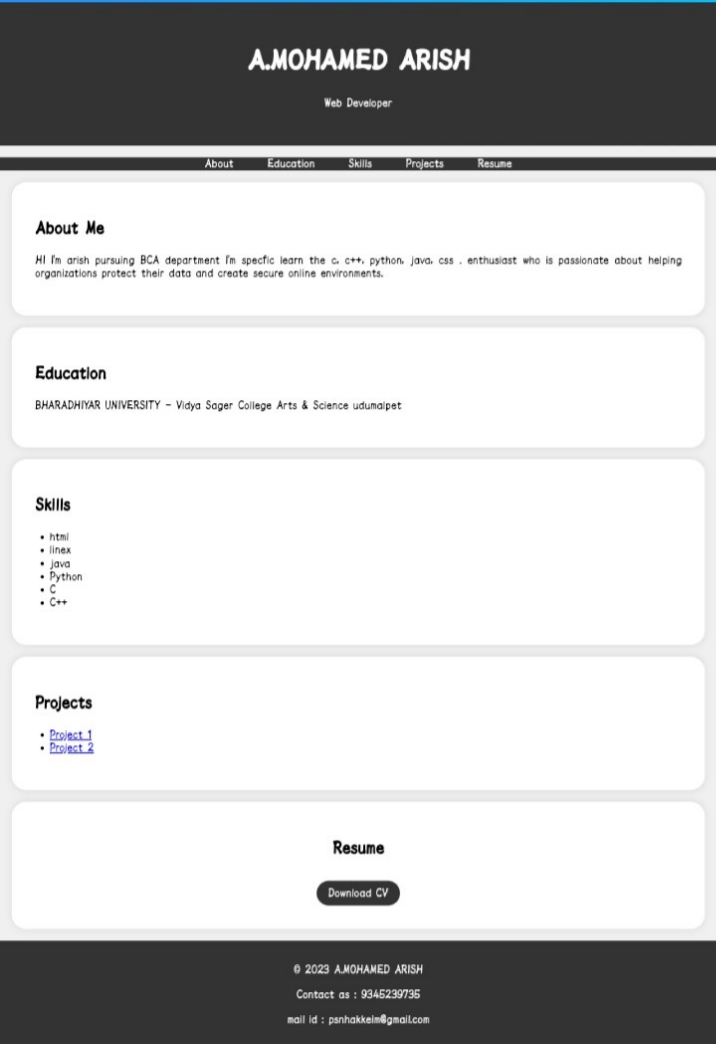 A.MOHAMED ARISH
Web Developer
About Education Skills Projects Resume
About Me
HI I'm arish pursuing BCA department I'm specfic learn the c, c++, python, java, css . enthusiast who is passionate about helping
organizations protect their data and create secure online environments.
Education
BHARADHIYAR UNIVERSITY - Vidya Sager College Arts & Science udumalpet
Skills
• html
• linex
• java
• Python
• C
• C++
Projects
• Project 1
• Project 2
Resume
Download CV
© 2023 A.MOHAMED ARISH
Contact as : 9345239735
mail id : psnhakkeim@gmail.com